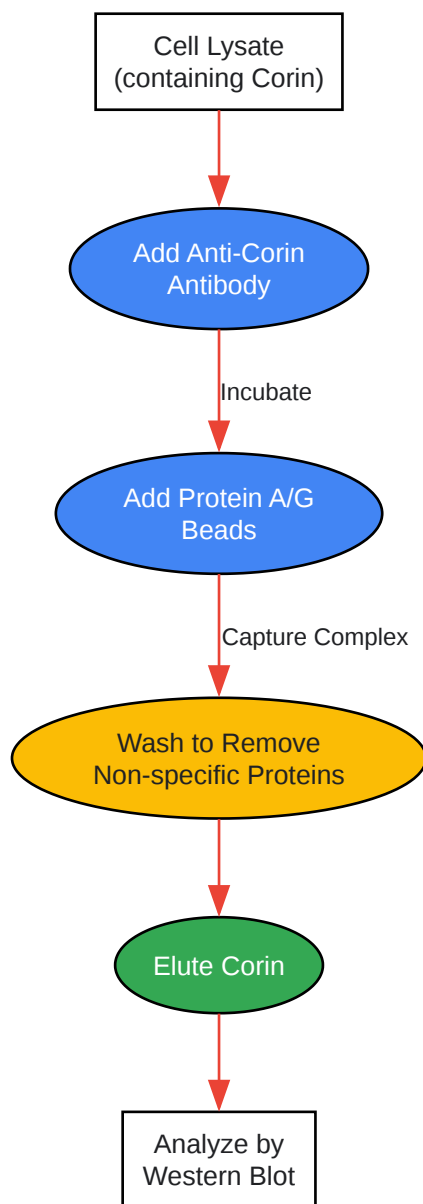 Cell Lysate
(containing Corin)
Add Anti-Corin
Antibody
Incubate
Add Protein A/G
Beads
Capture Complex
Wash to Remove
Non-specific Proteins
Elute Corin
Analyze by
Western Blot